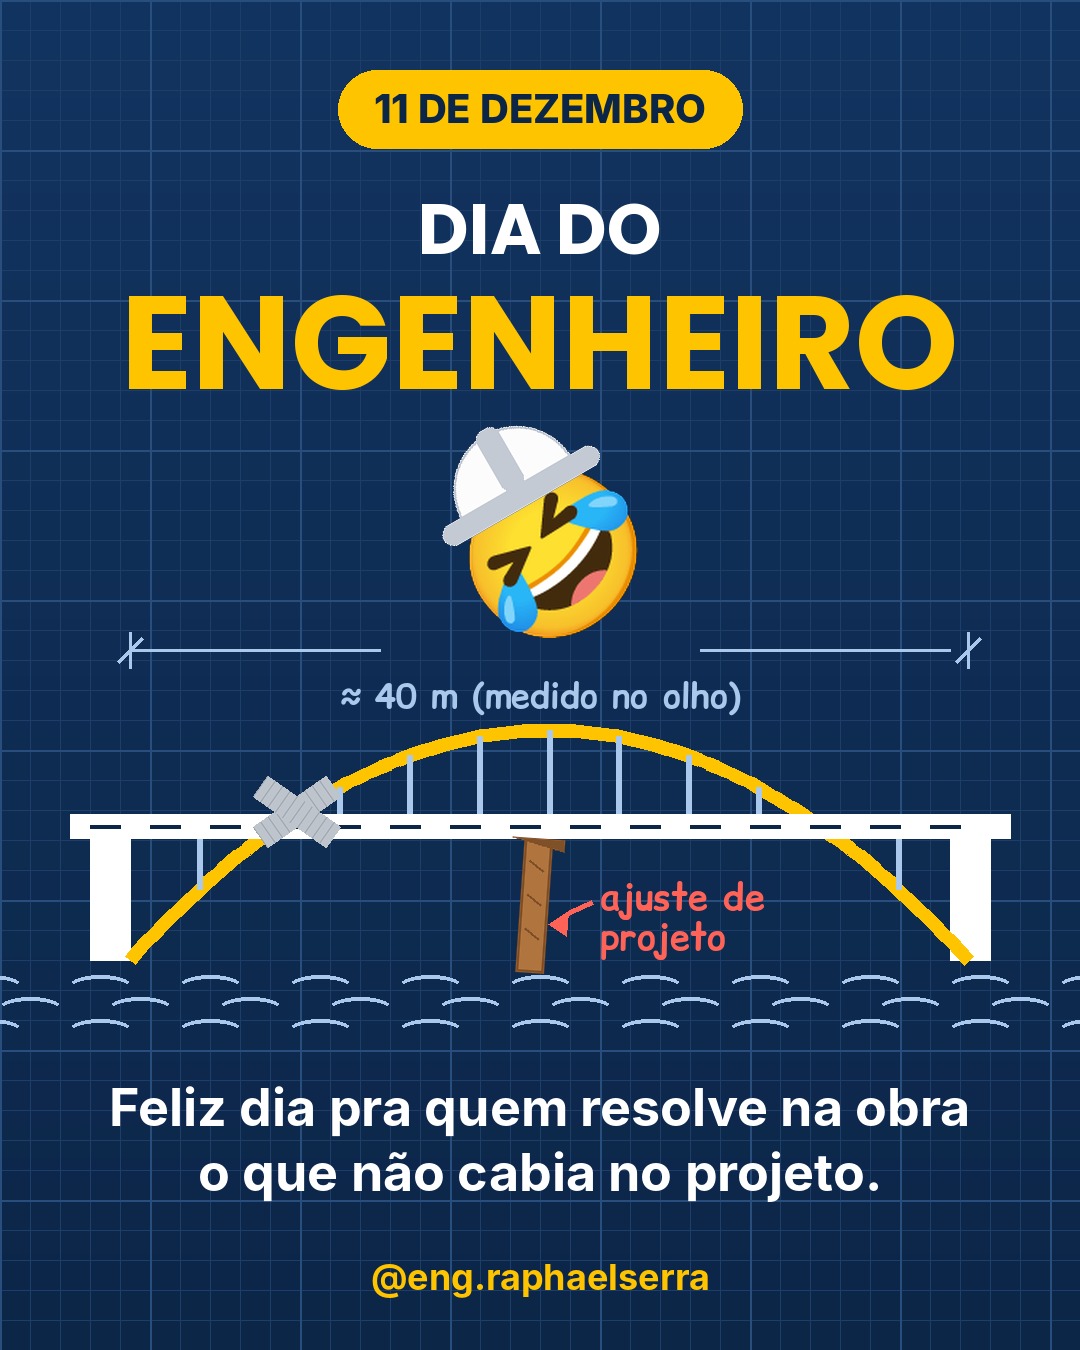 11 DE DEZEMBRO
DIA DO
ENGENHEIRO
≈ 40 m (medido no olho)
ajuste de
projeto
Feliz dia pra quem resolve na obra
o que não cabia no projeto.
@eng.raphaelserra